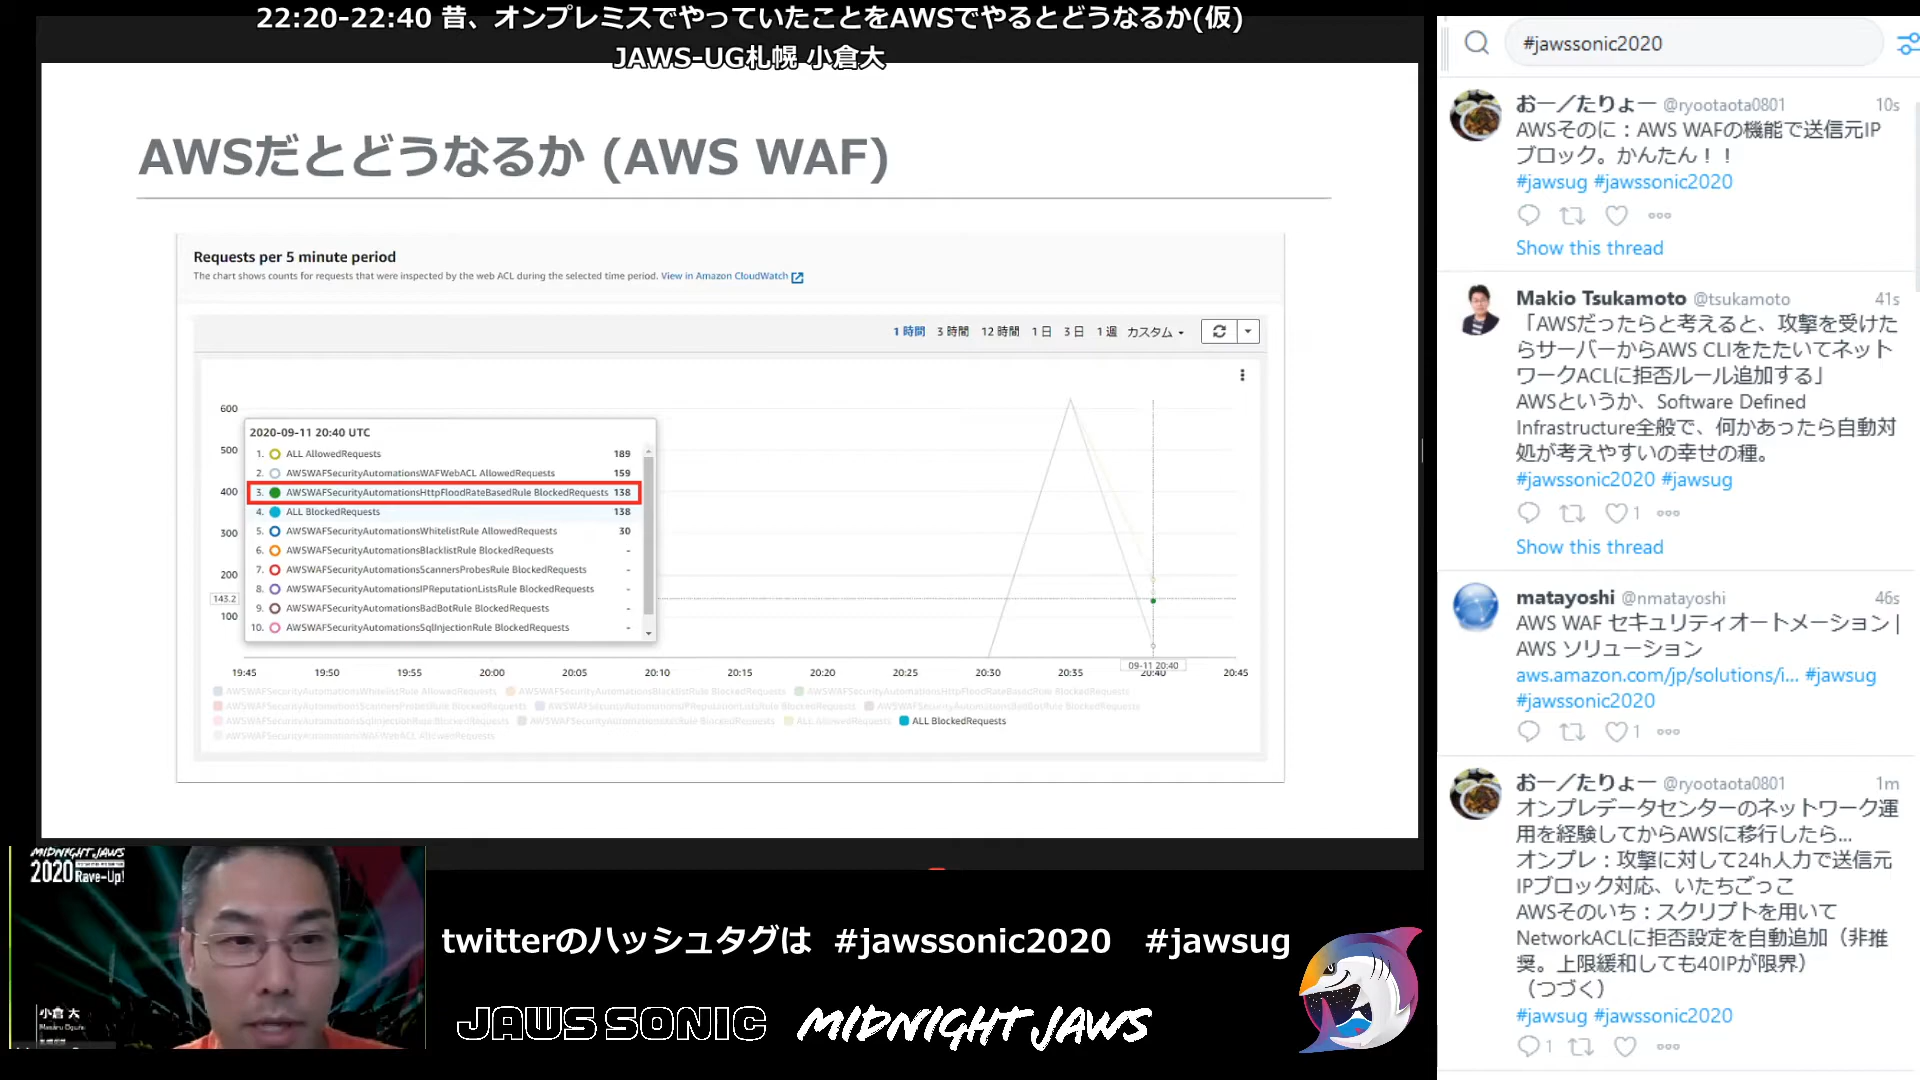 22:20-22:40 昔、オンプレミスでやっていたことをAWSでやるとどうなるか(仮)
JAWS-UG札幌 小倉大
AWSだとどうなるか (AWS WAF)
Requests per 5 minute period
The chart shows counts for requests that were inspected by the web ACL during the selected time period. View in Amazon CloudWatch
1 時間 3 時間 12 時間 1 日 3 日 1 週 カスタム
600
500
400
300
200
143.2
100
2020-09-11 20:40 UTC
1. ALL AllowedRequests 189
2. AWSWAFSecurityAutomationsWAFWebACL AllowedRequests 159
3. AWSWAFSecurityAutomationsHttpFloodRateBasedRule BlockedRequests 138
4. ALL BlockedRequests 138
5. AWSWAFSecurityAutomationsWhitelistRule AllowedRequests 30
6. AWSWAFSecurityAutomationsBlacklistRule BlockedRequests -
7. AWSWAFSecurityAutomationsScannersProbesRule BlockedRequests -
8. AWSWAFSecurityAutomationsIPReputationListsRule BlockedRequests -
9. AWSWAFSecurityAutomationsBadBotRule BlockedRequests -
10. AWSWAFSecurityAutomationsSqlInjectionRule BlockedRequests -
09-11 20:40
19:45 19:50 19:55 20:00 20:05 20:10 20:15 20:20 20:25 20:30 20:35 20:40 20:45
AWSWAFSecurityAutomationsWhitelistRule AllowedRequests AWSWAFSecurityAutomationsBlacklistRule BlockedRequests AWSWAFSecurityAutomationsHttpFloodRateBasedRule BlockedRequests
AWSWAFSecurityAutomationsScannersProbesRule BlockedRequests AWSWAFSecurityAutomationsIPReputationListsRule BlockedRequests AWSWAFSecurityAutomationsBadBotRule BlockedRequests
AWSWAFSecurityAutomationsSqlInjectionRule BlockedRequests BlockedRequests ALL AllowedRequests ALL BlockedRequests
AWSWAFSecurityAutomationsWAFWebACL AllowedRequests
MIDNIGHT JAWS
2020 Rave-Up!
小倉 大
twitterのハッシュタグは #jawssonic2020 #jawsug
JAWS SONIC MIDNIGHT JAWS
#jawssonic2020
おー／たりょー @ryootaota0801 10s
AWSそのに：AWS WAFの機能で送信元IP
ブロック。かんたん！！
#jawsug #jawssonic2020
Show this thread
Makio Tsukamoto @tsukamoto 41s
「AWSだったらと考えると、攻撃を受けた
らサーバーからAWS CLIをたたいてネット
ワークACLに拒否ルール追加する」
AWSというか、Software Defined
Infrastructure全般で、何かあったら自動対
処が考えやすいの幸せの種。
#jawssonic2020 #jawsug
1
Show this thread
matayoshi @nmatayoshi 46s
AWS WAF セキュリティオートメーション |
AWS ソリューション
aws.amazon.com/jp/solutions/i... #jawsug
#jawssonic2020
1
おー／たりょー @ryootaota0801 1m
オンプレデータセンターのネットワーク運
用を経験してからAWSに移行したら...
オンプレ：攻撃に対して24h人力で送信元
IPブロック対応、いたちごっこ
AWSそのいち：スクリプトを用いて
NetworkACLに拒否設定を自動追加（非推
奨。上限緩和しても40IPが限界）
（つづく）
#jawsug #jawssonic2020
1